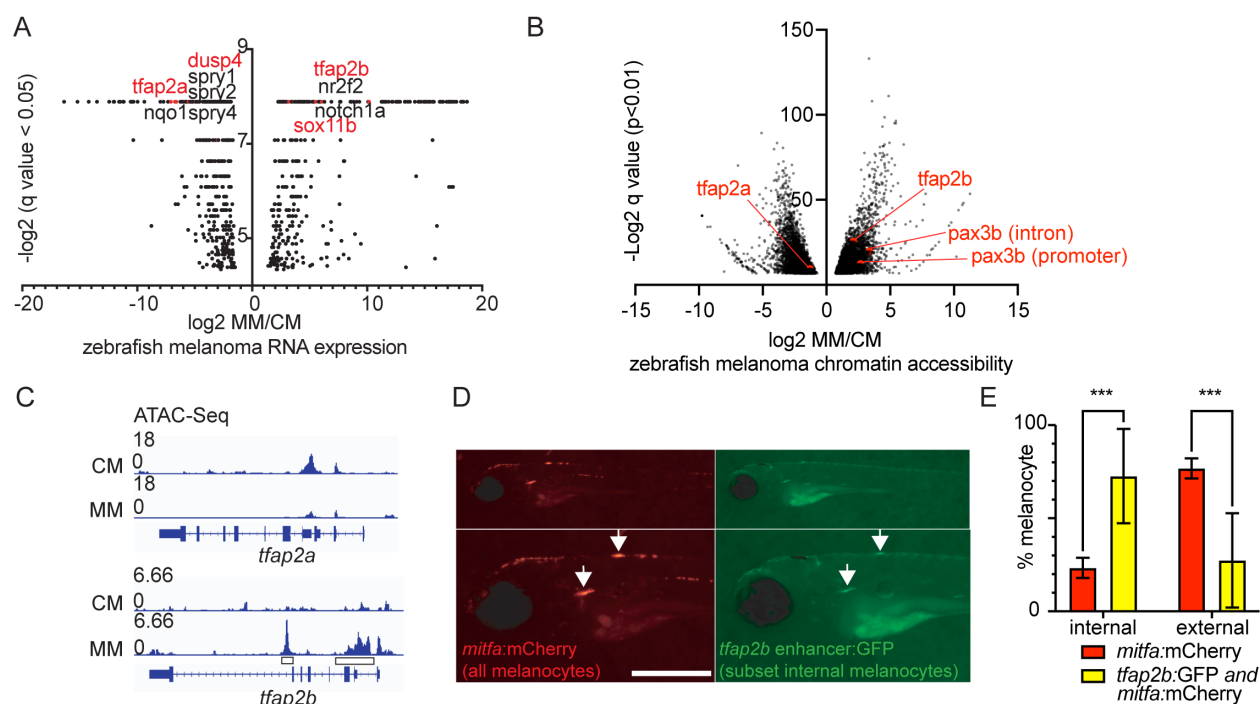 A
B
9
-log2 (q value < 0.05)
dusp4
spry1
tfap2a
spry2
nqo1 spry4
tfap2b
nr2f2
notch1a
sox11b
7
5
-20
-10
0
10
20
log2 MM/CM
zebrafish melanoma RNA expression
150
100
50
-Log2 q value (p<0.01)
tfap2a
tfap2b
pax3b (intron)
pax3b (promoter)
-15
-10
-5
0
5
10
15
log2 MM/CM
zebrafish melanoma chromatin accessibility
C
ATAC-Seq
18
CM 0
18
MM 0
tfap2a
6.66
CM 0
6.66
MM 0
tfap2b
D
mitfa:mCherry
(all melanocytes)
tfap2b enhancer:GFP
(subset internal melanocytes)
E
***
***
100
% melanocyte
0
internal
external
mitfa:mCherry
tfap2b:GFP and
mitfa:mCherry